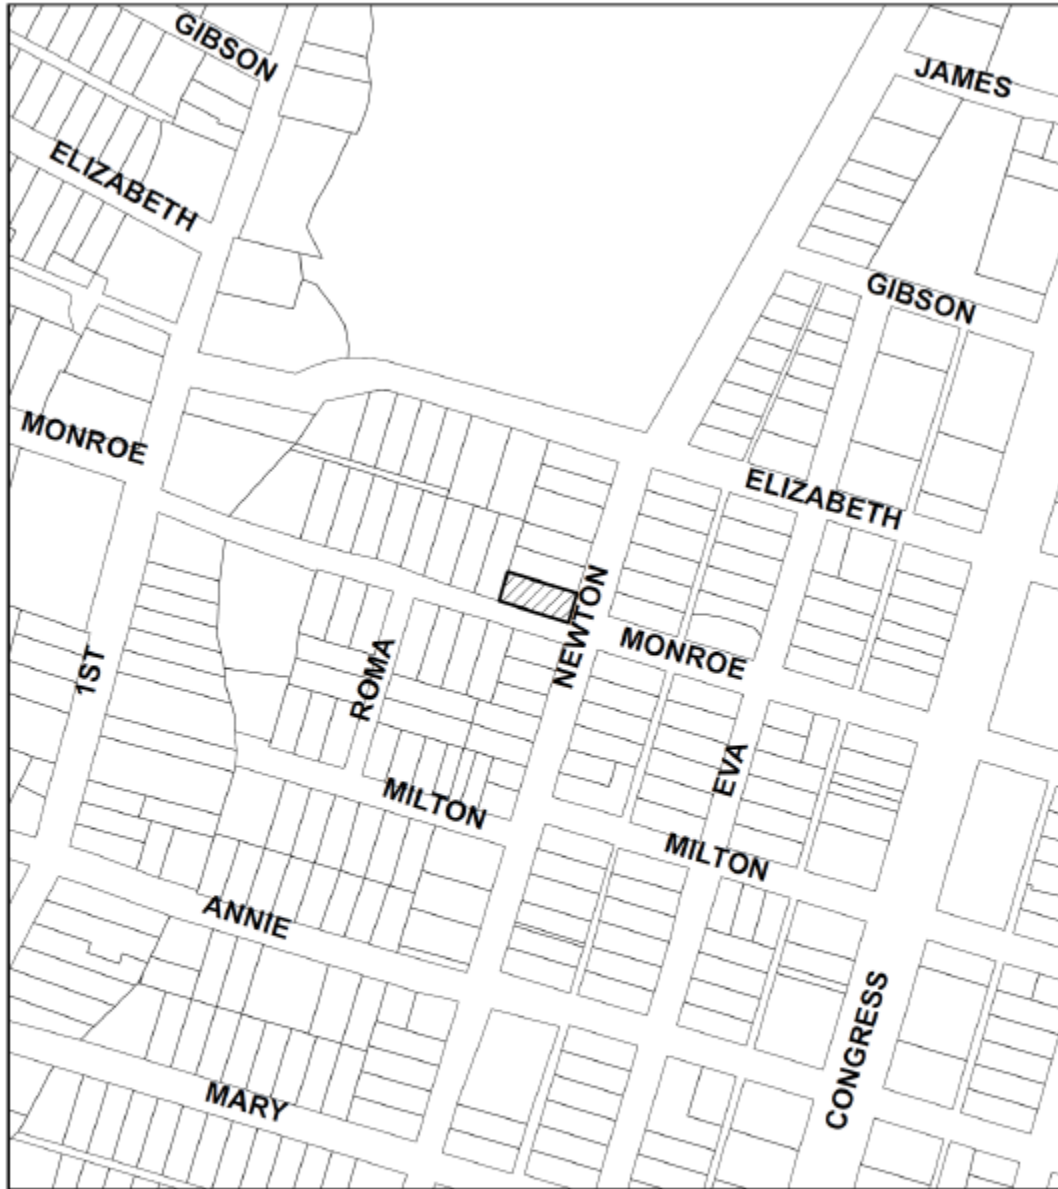 GIBSON
JAMES
ELIZABETH
GIBSON
MONROE
ELIZABETH
NEWTON
MONROE
1ST
ROMA
EVA
MILTON
MILTON
ANNIE
CONGRESS
MARY